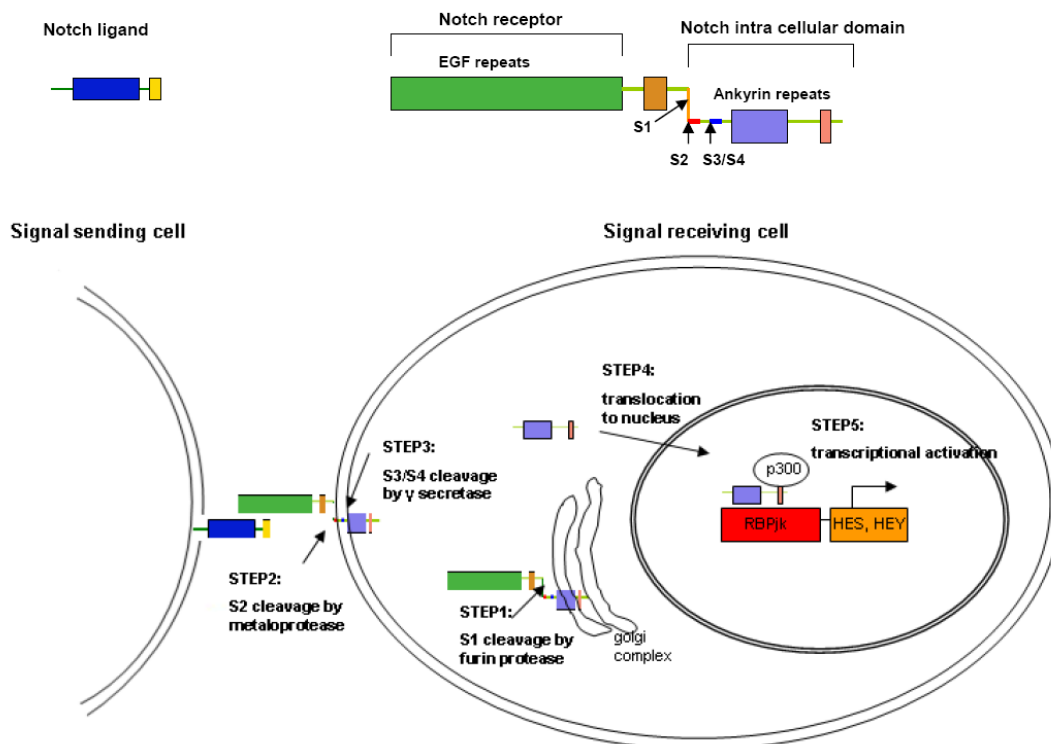 Notch ligand
Notch receptor
Notch intra cellular domain
EGF repeats
Ankyrin repeats
S1
S2
S3/S4
Signal sending cell
Signal receiving cell
STEP4:
translocation
to nucleus
STEP5:
transcriptional activation
p300
RBPjk
HES, HEY
STEP3:
S3/S4 cleavage
by γ secretase
STEP2:
S2 cleavage by
metaloprotease
STEP1:
S1 cleavage by
furin protease
golgi
complex